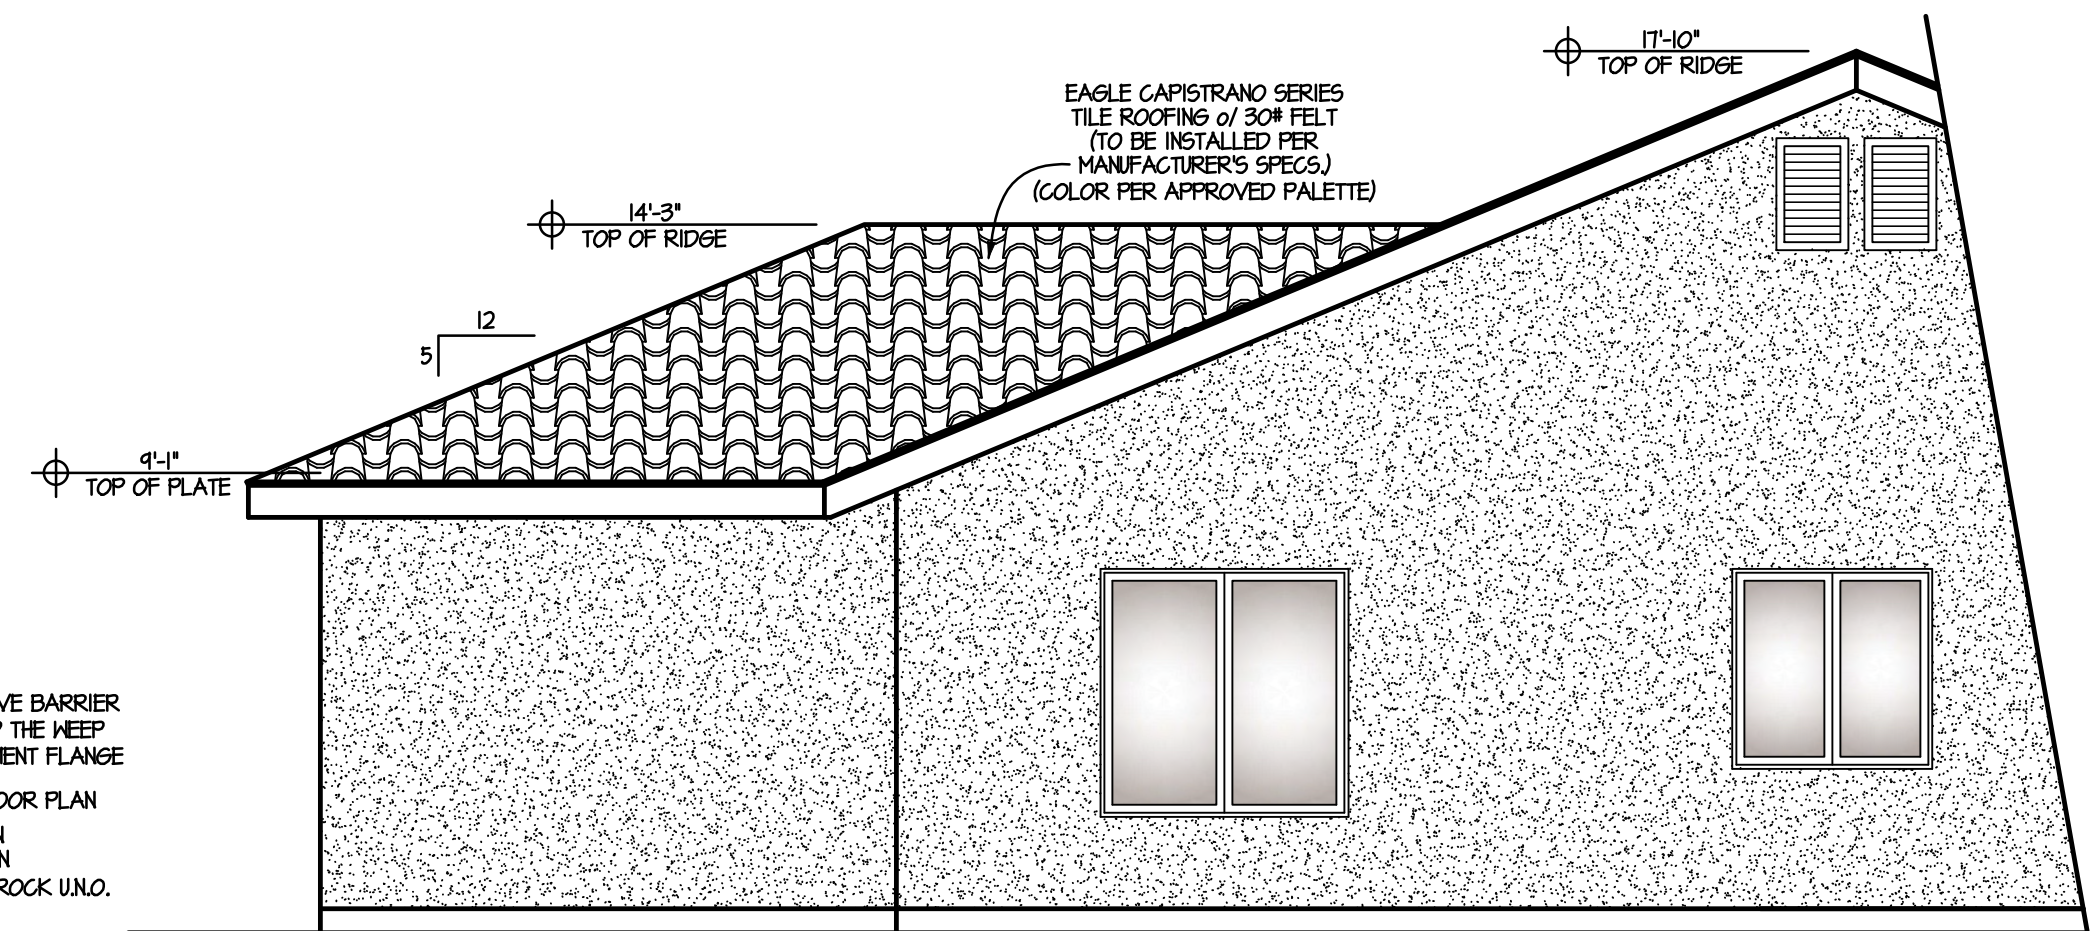 17'-10"
TOP OF RIDGE
EAGLE CAPISTRANO SERIES
TILE ROOFING o/ 30# FELT
(TO BE INSTALLED PER
MANUFACTURER'S SPECS.)
(COLOR PER APPROVED PALETTE)
14'-3"
TOP OF RIDGE
12
5
9'-1"
TOP OF PLATE
VE BARRIER
THE WEEP
MENT FLANGE
OOR PLAN
N
N
ROCK U.N.O.